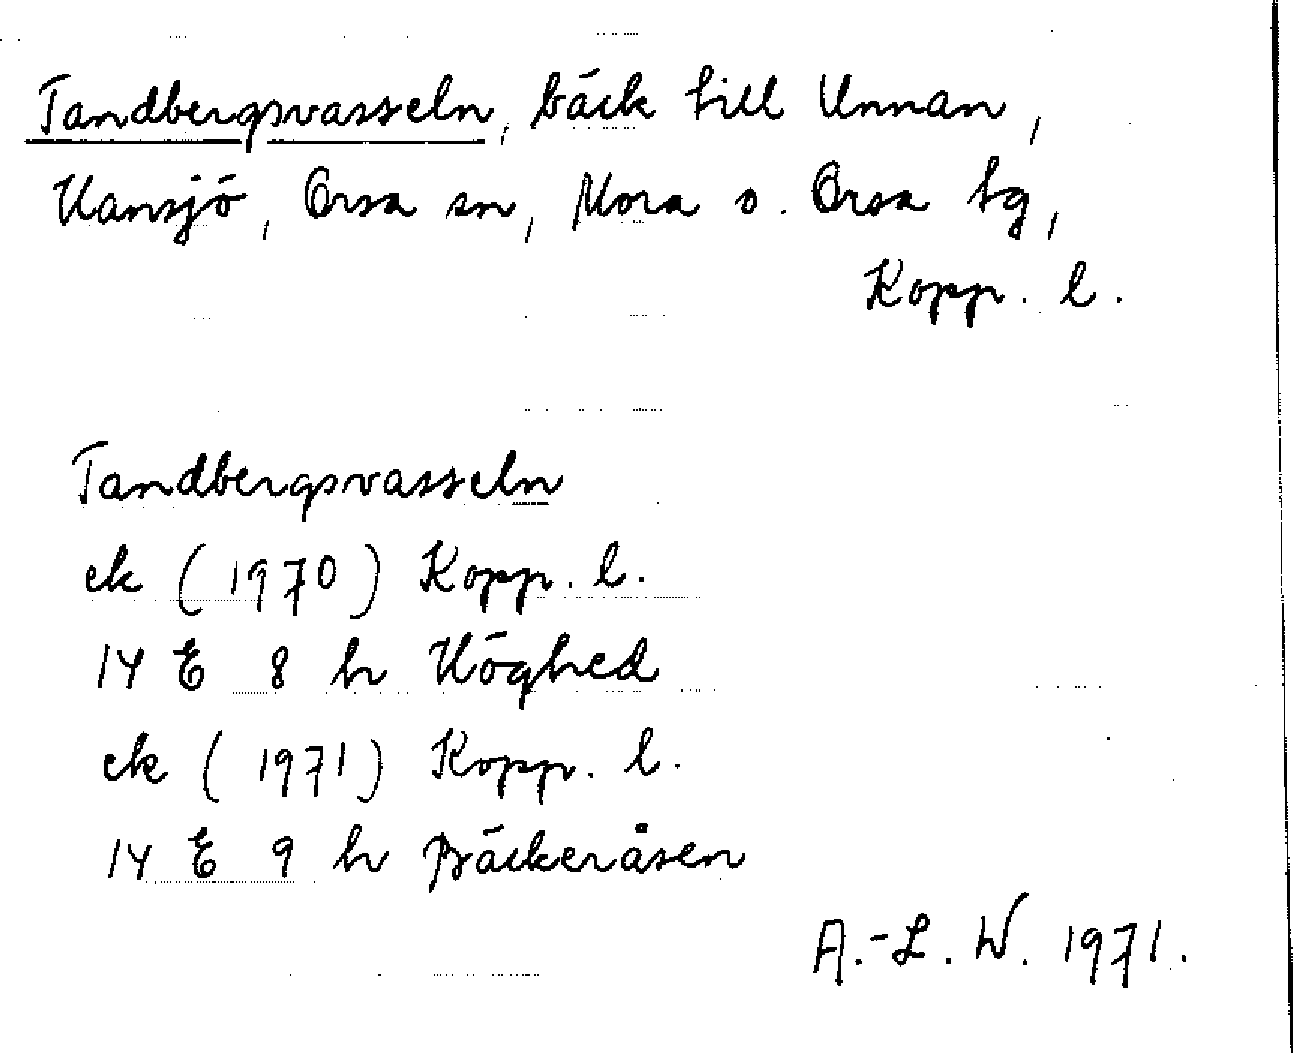 Tandbergsvasseln, bäck till Unnan,
Hansjö, Orsa sn, Mora o. Orsa tg,
Kopp. l.
Tandbergsvasseln
ek (1970) Kopp. l.
14 E 8 h Höghed
ek (1971) Kopp. l.
14 E 9 h Bäckeråsen
A.-L. W. 1971.